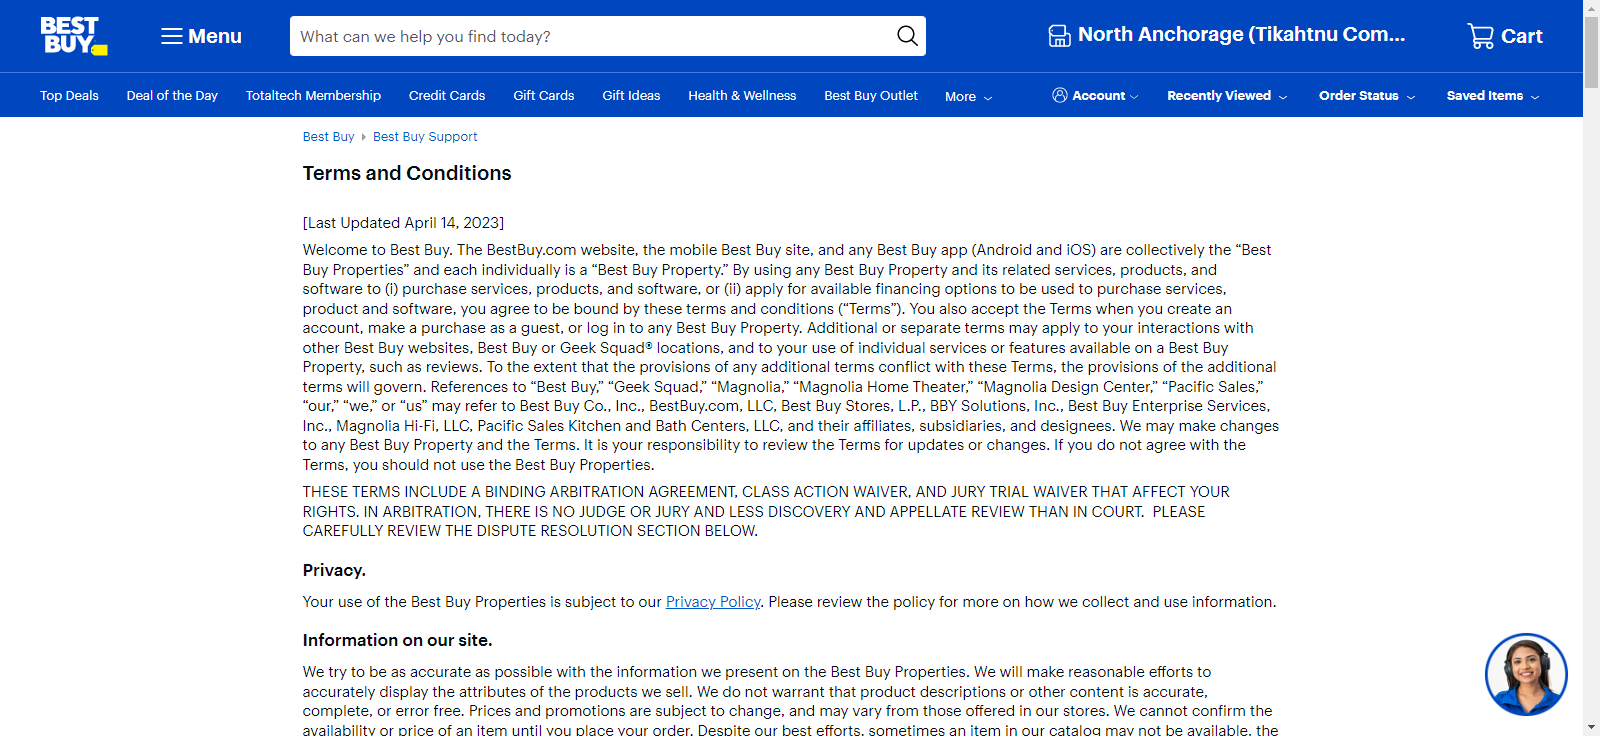 BEST BUY
Menu
What can we help you find today?
North Anchorage (Tikahtnu Com...
Cart
Top Deals
Deal of the Day
Totaltech Membership
Credit Cards
Gift Cards
Gift Ideas
Health & Wellness
Best Buy Outlet
More
Account
Recently Viewed
Order Status
Saved Items
Best Buy
Best Buy Support
Terms and Conditions
[Last Updated April 14, 2023]
Welcome to Best Buy. The BestBuy.com website, the mobile Best Buy site, and any Best Buy app (Android and iOS) are collectively the “Best
Buy Properties” and each individually is a “Best Buy Property.” By using any Best Buy Property and its related services, products, and
software to (i) purchase services, products, and software, or (ii) apply for available financing options to be used to purchase services,
product and software, you agree to be bound by these terms and conditions (“Terms”). You also accept the Terms when you create an
account, make a purchase as a guest, or log in to any Best Buy Property. Additional or separate terms may apply to your interactions with
other Best Buy websites, Best Buy or Geek Squad® locations, and to your use of individual services or features available on a Best Buy
Property, such as reviews. To the extent that the provisions of any additional terms conflict with these Terms, the provisions of the additional
terms will govern. References to “Best Buy,” “Geek Squad,” “Magnolia,” “Magnolia Home Theater,” “Magnolia Design Center,” “Pacific Sales,”
“our,” “we,” or “us” may refer to Best Buy Co., Inc., BestBuy.com, LLC, Best Buy Stores, L.P., BBY Solutions, Inc., Best Buy Enterprise Services,
Inc., Magnolia Hi-Fi, LLC, Pacific Sales Kitchen and Bath Centers, LLC, and their affiliates, subsidiaries, and designees. We may make changes
to any Best Buy Property and the Terms. It is your responsibility to review the Terms for updates or changes. If you do not agree with the
Terms, you should not use the Best Buy Properties.
THESE TERMS INCLUDE A BINDING ARBITRATION AGREEMENT, CLASS ACTION WAIVER, AND JURY TRIAL WAIVER THAT AFFECT YOUR
RIGHTS. IN ARBITRATION, THERE IS NO JUDGE OR JURY AND LESS DISCOVERY AND APPELLATE REVIEW THAN IN COURT.  PLEASE
CAREFULLY REVIEW THE DISPUTE RESOLUTION SECTION BELOW.
Privacy.
Your use of the Best Buy Properties is subject to our Privacy Policy. Please review the policy for more on how we collect and use information.
Information on our site.
We try to be as accurate as possible with the information we present on the Best Buy Properties. We will make reasonable efforts to
accurately display the attributes of the products we sell. We do not warrant that product descriptions or other content is accurate,
complete, or error free. Prices and promotions are subject to change, and may vary from those offered in our stores. We cannot confirm the
availability or price of an item until you place your order. Despite our best efforts, sometimes an item in our catalog may not be available, the